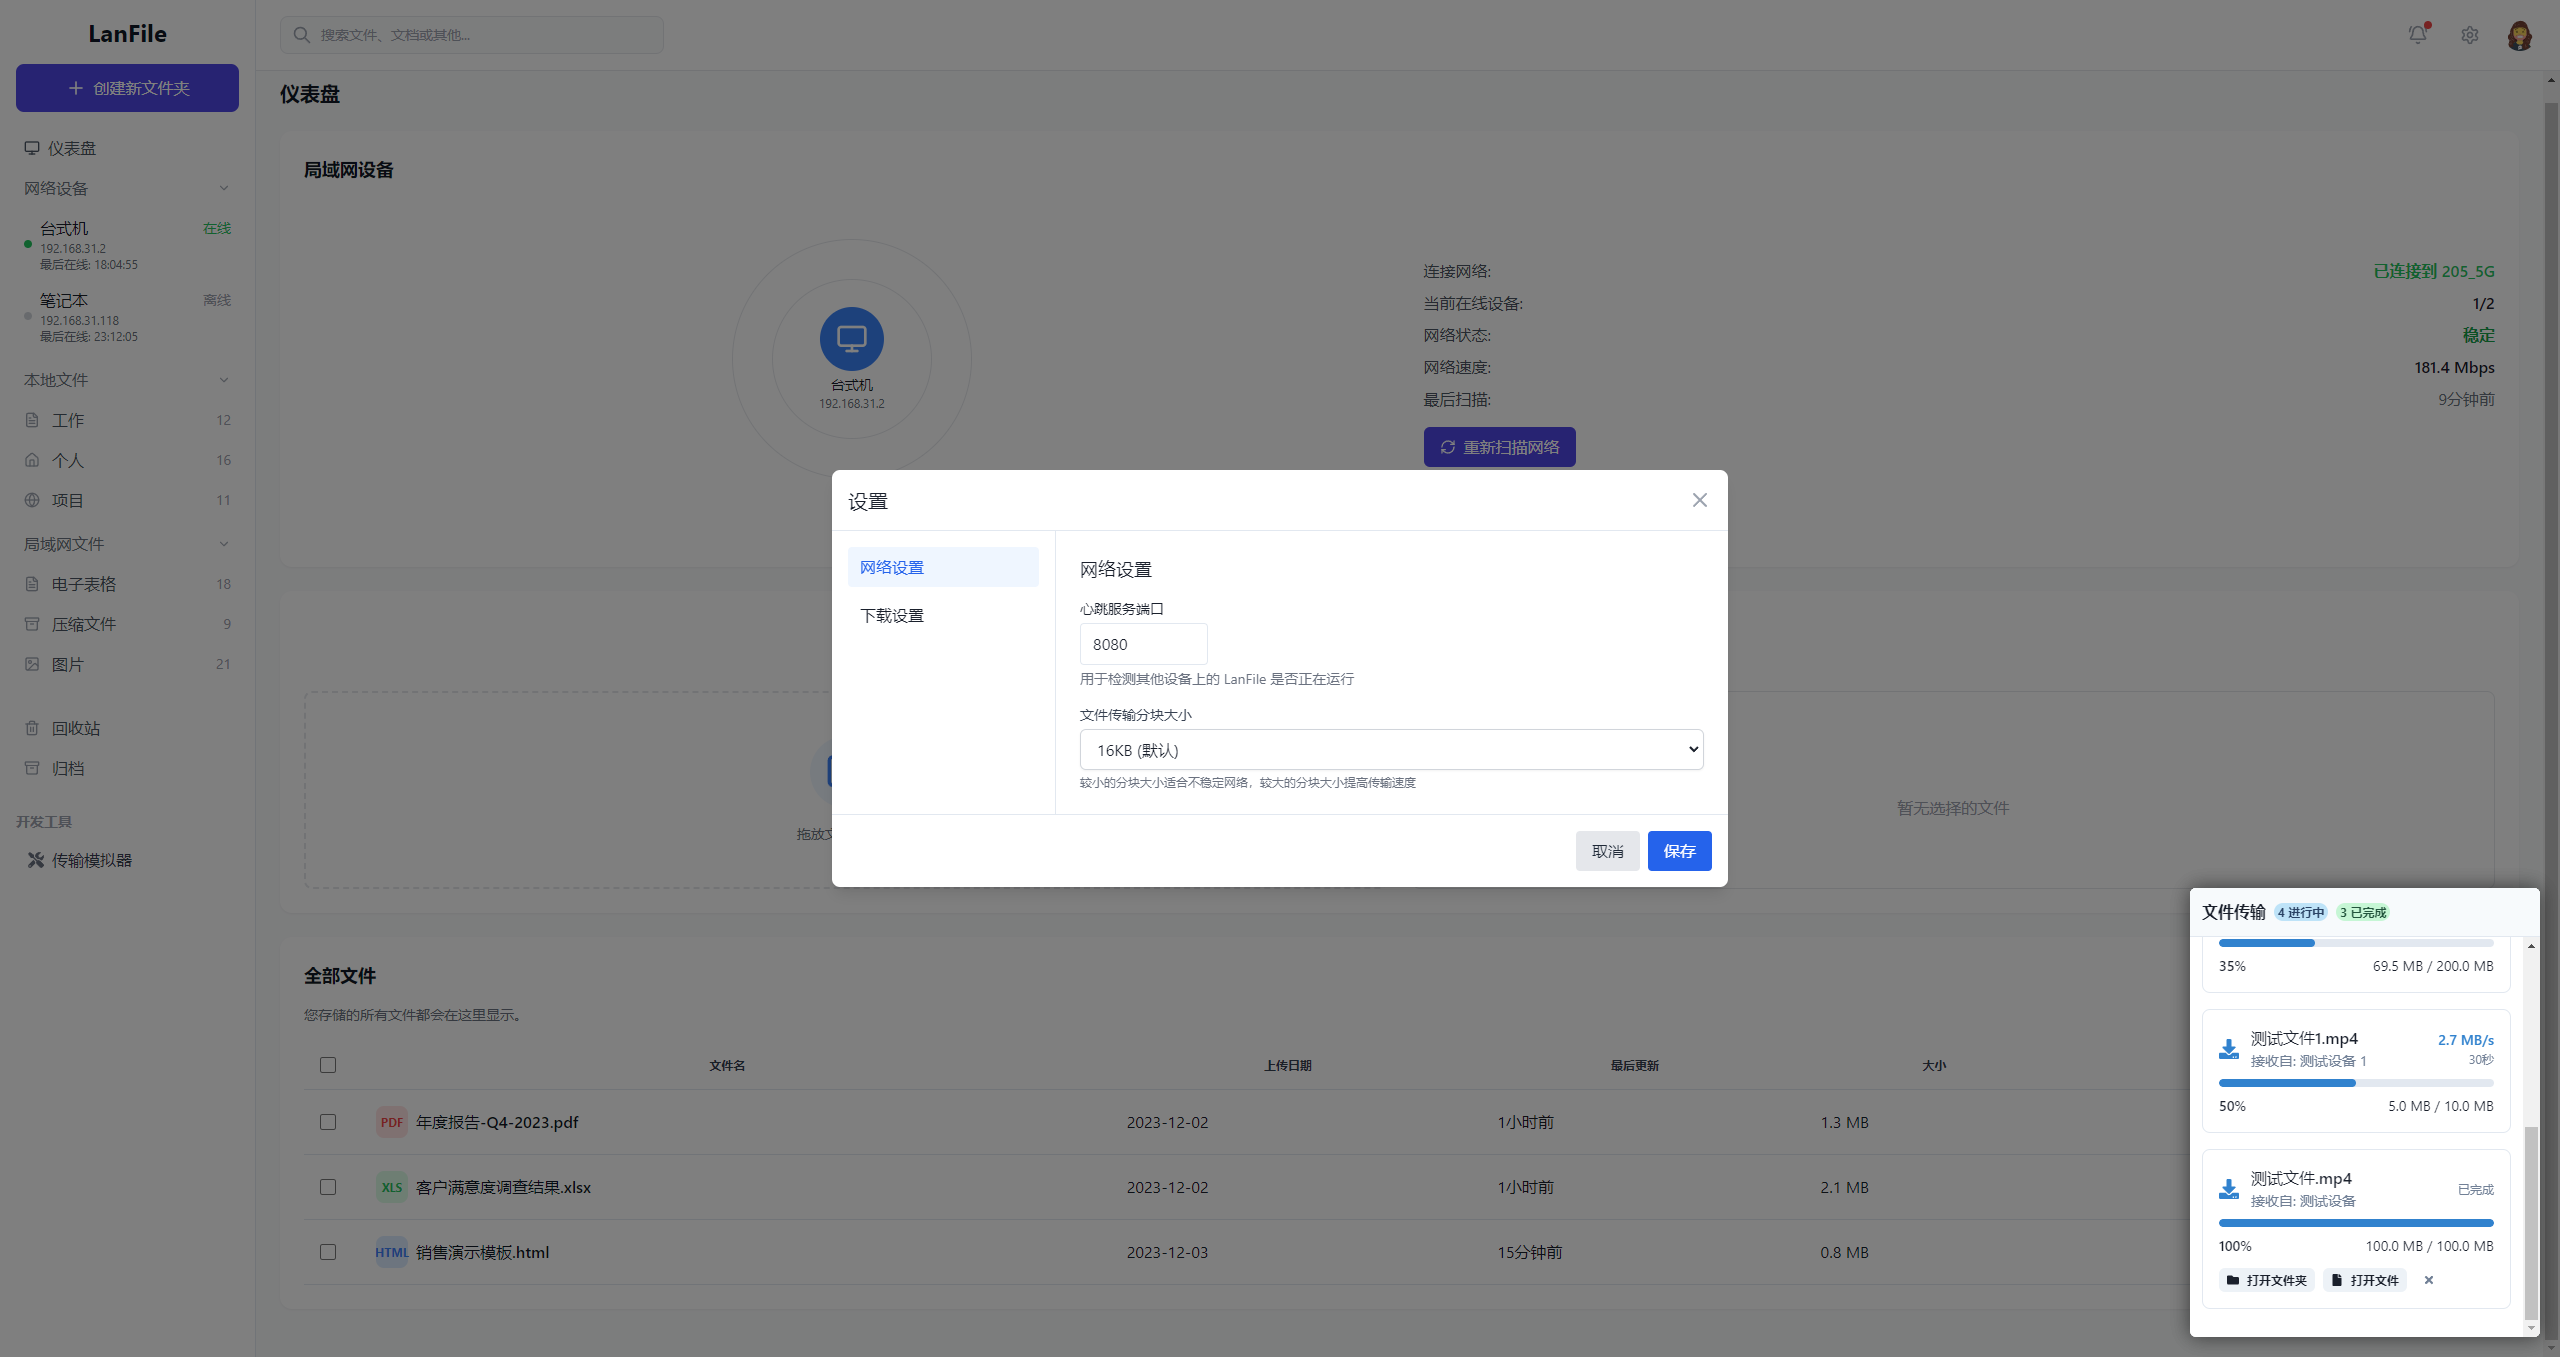 LanFile
创建新文件夹
仪表盘
网络设备
台式机 在线
192.168.31.2
最后在线: 18:04:55
笔记本 离线
192.168.31.118
最后在线: 23:12:05
本地文件
工作 12
个人 16
项目 11
局域网文件
电子表格 18
压缩文件 9
图片 21
回收站
归档
开发工具
传输模拟器
搜索文件、文档或其他...
仪表盘
局域网设备
台式机
192.168.31.2
连接网络: 已连接到 205_5G
当前在线设备: 1/2
网络状态: 稳定
网络速度: 181.4 Mbps
最后扫描: 9分钟前
重新扫描网络
设置
网络设置
下载设置
网络设置
心跳服务端口
8080
用于检测其他设备上的 LanFile 是否正在运行
文件传输分块大小
16KB (默认)
较小的分块大小适合不稳定网络，较大的分块大小提高传输速度
取消 保存
拖放
暂无选择的文件
全部文件
您存储的所有文件都会在这里显示。
文件名 上传日期 最后更新 大小
PDF 年度报告-Q4-2023.pdf 2023-12-02 1小时前 1.3 MB
XLS 客户满意度调查结果.xlsx 2023-12-02 1小时前 2.1 MB
HTML 销售演示模板.html 2023-12-03 15分钟前 0.8 MB
文件传输 4 进行中 3 已完成
35% 69.5 MB / 200.0 MB
测试文件1.mp4 2.7 MB/s
接收自: 测试设备 1 30秒
50% 5.0 MB / 10.0 MB
测试文件.mp4 已完成
接收自: 测试设备
100% 100.0 MB / 100.0 MB
打开文件夹 打开文件